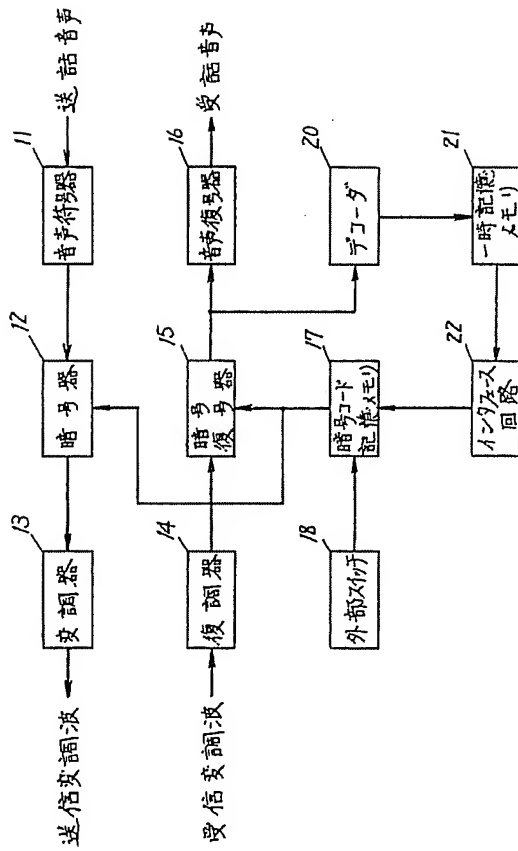 送話音声
11
音声符号器
12
暗号器
13
変調器
送信変調波
受話音声
16
音声復号器
15
暗号
復号器
14
復調器
受信変調波
20
デコーダ
17
暗号コード
記憶メモリ
18
外部スイッチ
21
一時記憶
メモリ
22
インタフェース
回路